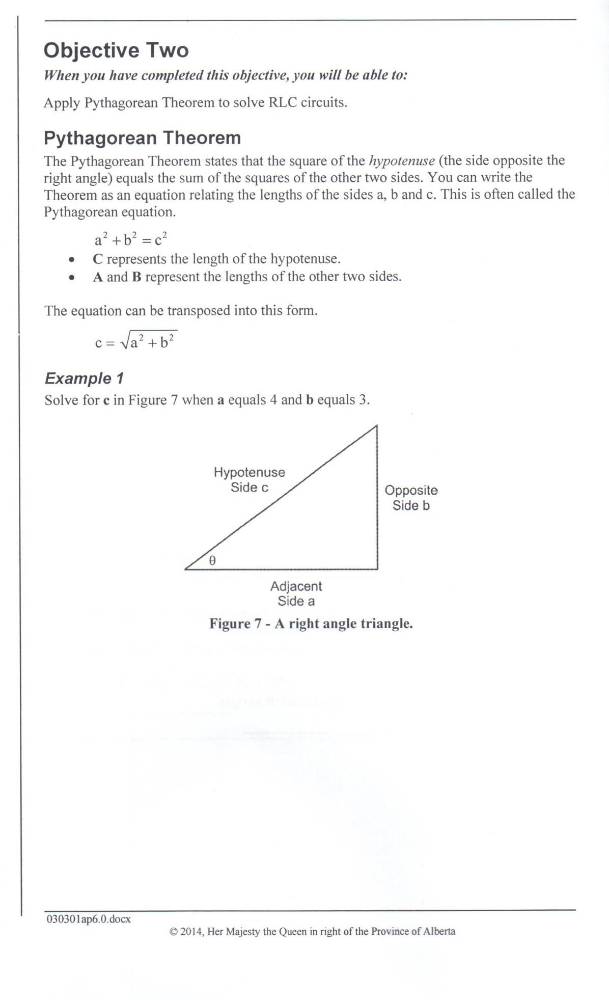 Objective Two
When you have completed this objective, you will be able to:
Apply Pythagorean Theorem to solve RLC circuits.
Pythagorean Theorem
The Pythagorean Theorem states that the square of the hypotenuse (the side opposite the
right angle) equals the sum of the squares of the other two sides. You can write the
Theorem as an equation relating the lengths of the sides a, b and c. This is often called the
Pythagorean equation.
a² + b² = c²
• C represents the length of the hypotenuse.
• A and B represent the lengths of the other two sides.
The equation can be transposed into this form.
c = √a² + b²
Example 1
Solve for c in Figure 7 when a equals 4 and b equals 3.
Hypotenuse
Side c
Opposite
Side b
θ
Adjacent
Side a
Figure 7 - A right angle triangle.
030301ap6.0.docx
© 2014, Her Majesty the Queen in right of the Province of Alberta